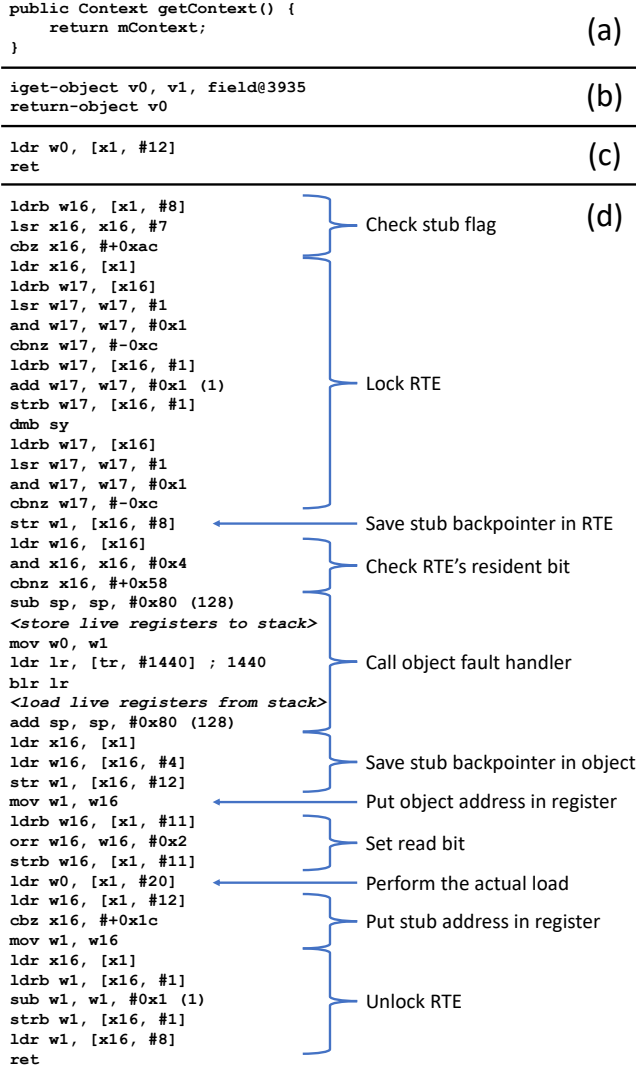 public Context getContext() {
    return mContext;
}
(a)
iget-object v0, v1, field@3935
return-object v0
(b)
ldr w0, [x1, #12]
ret
(c)
(d)
ldrb w16, [x1, #8]
lsr x16, x16, #7
cbz x16, #+0xac
Check stub flag
ldr x16, [x1]
ldrb w17, [x16]
lsr w17, w17, #1
and w17, w17, #0x1
cbnz w17, #-0xc
ldrb w17, [x16, #1]
add w17, w17, #0x1 (1)
strb w17, [x16, #1]
dmb sy
ldrb w17, [x16]
lsr w17, w17, #1
and w17, w17, #0x1
cbnz w17, #-0xc
Lock RTE
str w1, [x16, #8]
Save stub backpointer in RTE
ldr w16, [x16]
and x16, x16, #0x4
cbnz x16, #+0x58
Check RTE's resident bit
sub sp, sp, #0x80 (128)
<store live registers to stack>
mov w0, w1
ldr lr, [tr, #1440] ; 1440
blr lr
<load live registers from stack>
add sp, sp, #0x80 (128)
Call object fault handler
ldr x16, [x1]
ldr w16, [x16, #4]
str w1, [x16, #12]
Save stub backpointer in object
mov w1, w16
Put object address in register
ldrb w16, [x1, #11]
orr w16, w16, #0x2
strb w16, [x1, #11]
Set read bit
ldr w0, [x1, #20]
Perform the actual load
ldr w16, [x1, #12]
cbz x16, #+0x1c
mov w1, w16
Put stub address in register
ldr x16, [x1]
ldrb w1, [x16, #1]
sub w1, w1, #0x1 (1)
strb w1, [x16, #1]
ldr w1, [x16, #8]
Unlock RTE
ret